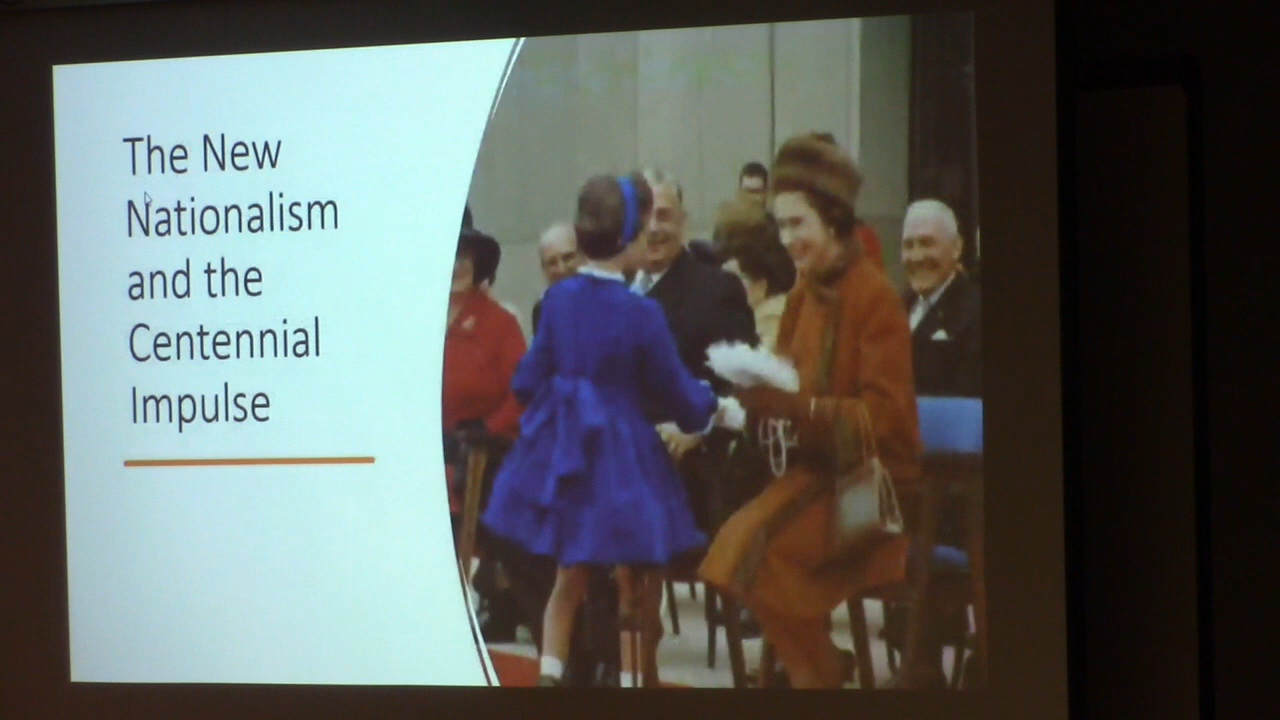 The New
Nationalism
and the
Centennial
Impulse